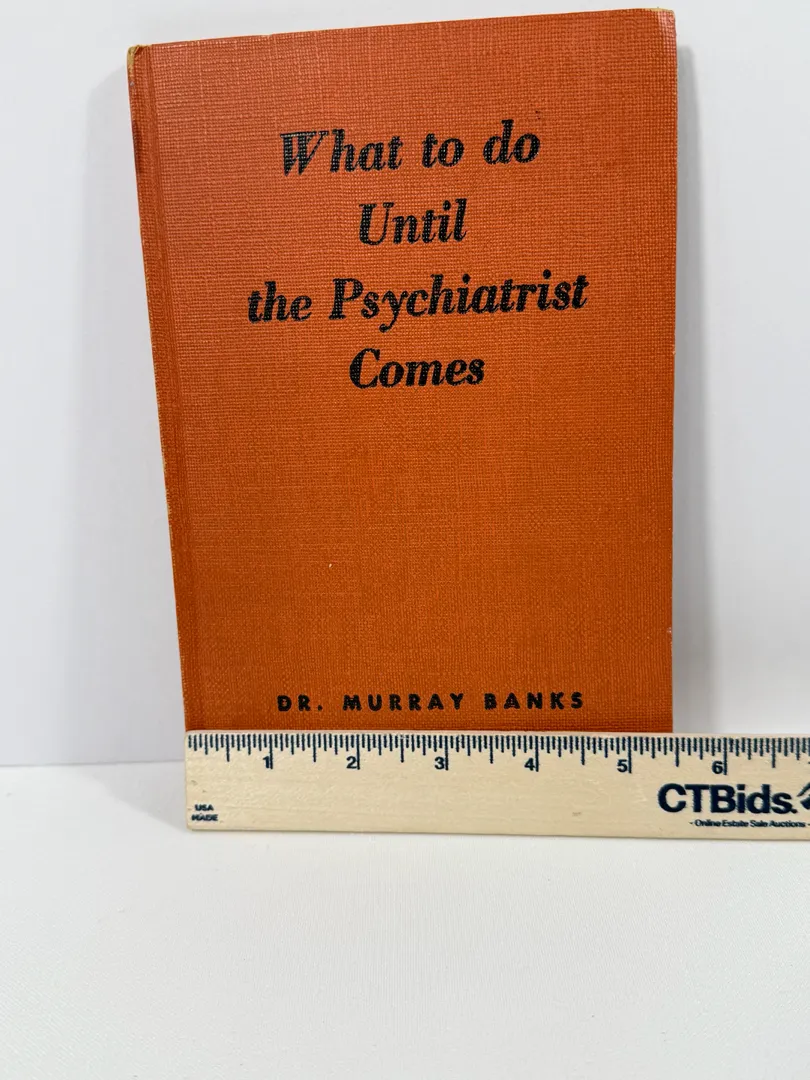 What to do
Until
the Psychiatrist
Comes
DR. MURRAY BANKS
1 2 3 4 5 6
USA
MADE
CTBids.
- Online Estate Sale Auctions -